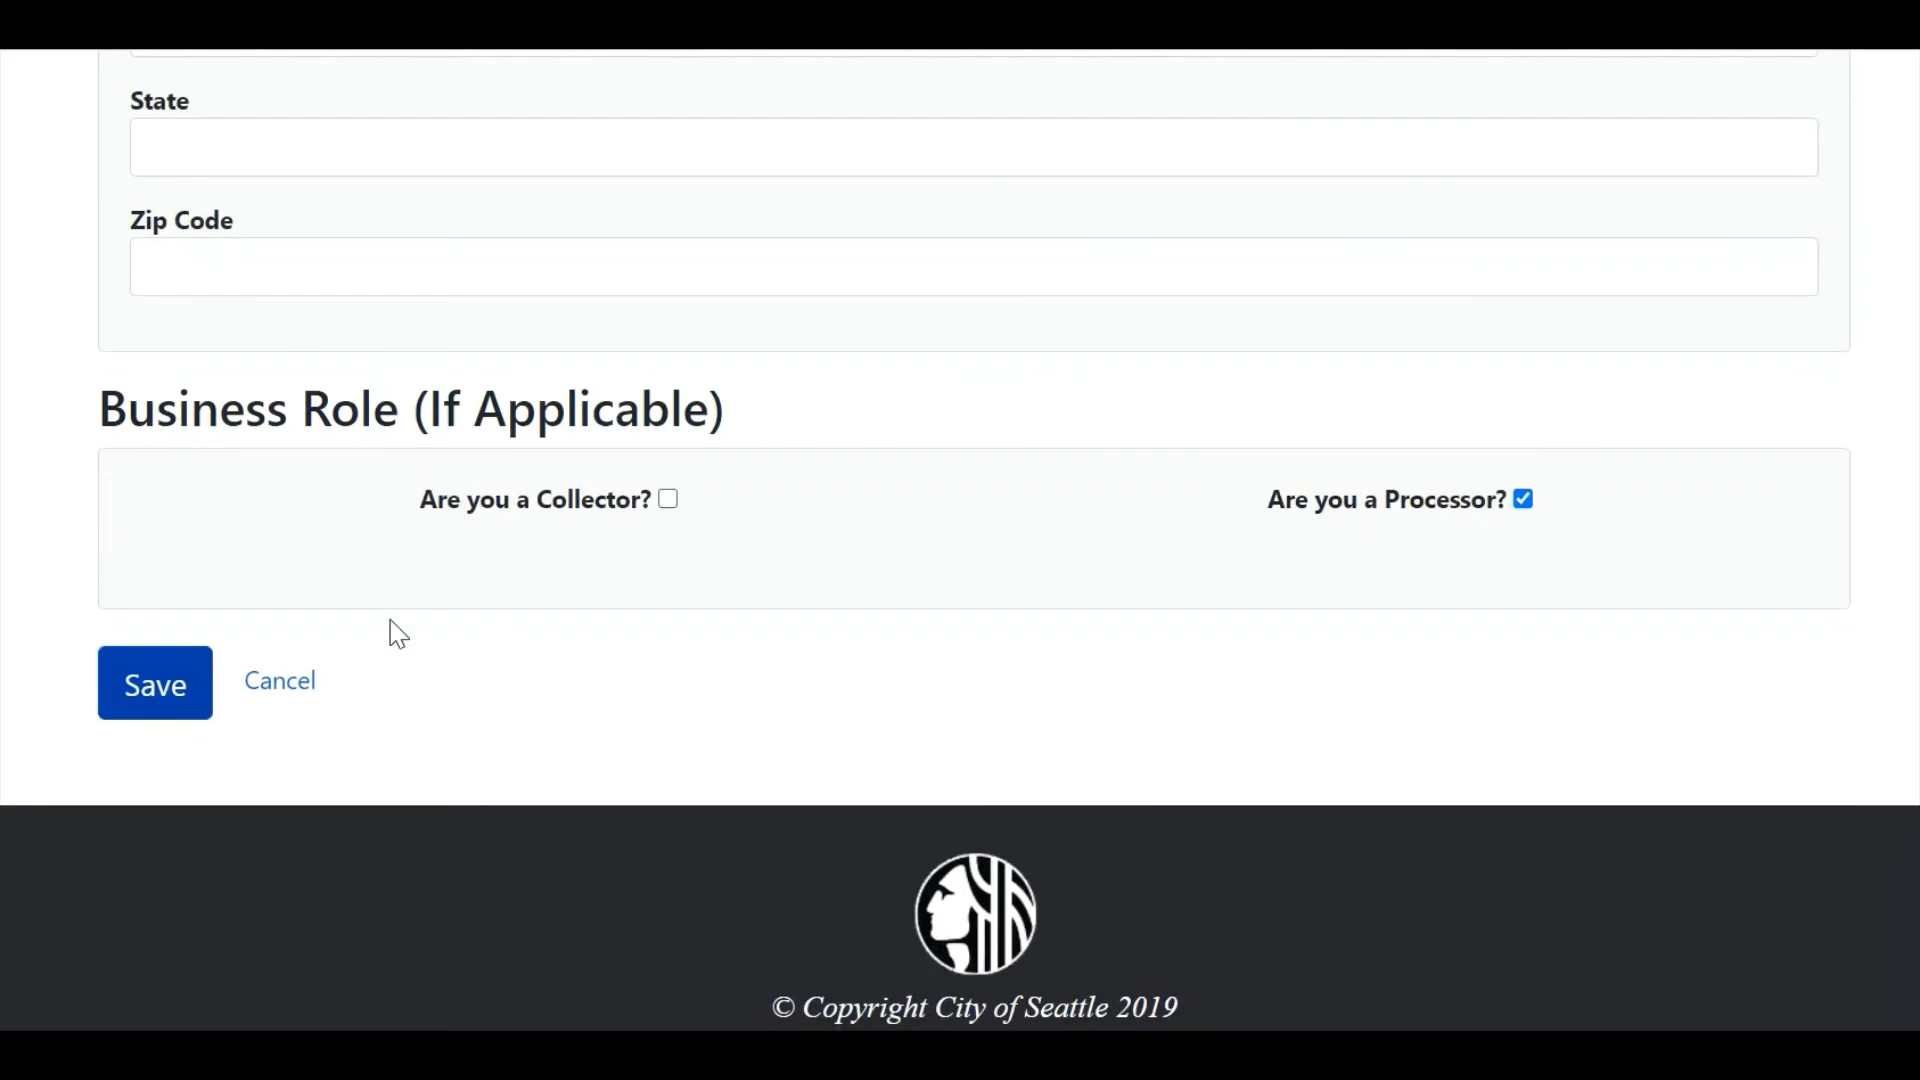 State
Zip Code
Business Role (If Applicable)
Are you a Collector?
Are you a Processor?
Save
Cancel
© Copyright City of Seattle 2019